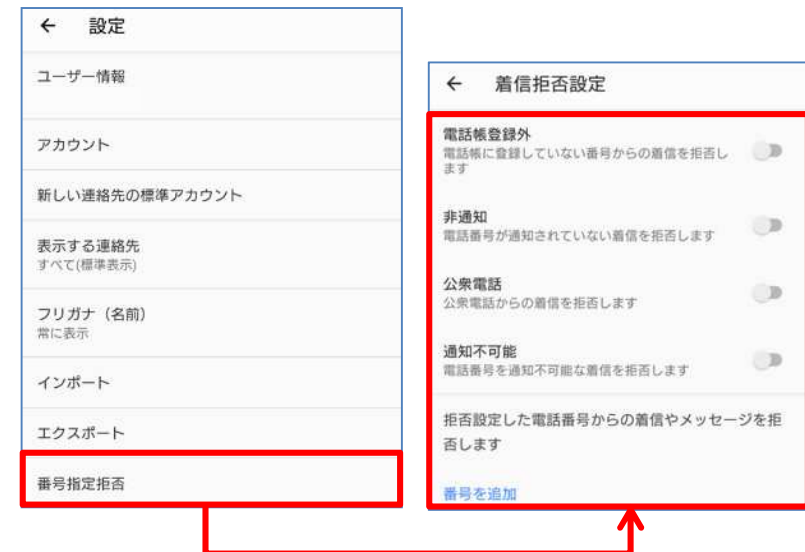 ← 設定
ユーザー情報
アカウント
新しい連絡先の標準アカウント
表示する連絡先
すべて(標準表示)
フリガナ（名前）
常に表示
インポート
エクスポート
番号指定拒否
← 着信拒否設定
電話帳登録外
電話帳に登録していない番号からの着信を拒否し
ます
非通知
電話番号が通知されていない着信を拒否します
公衆電話
公衆電話からの着信を拒否します
通知不可能
電話番号を通知不可能な着信を拒否します
拒否設定した電話番号からの着信やメッセージを拒
否します
番号を追加